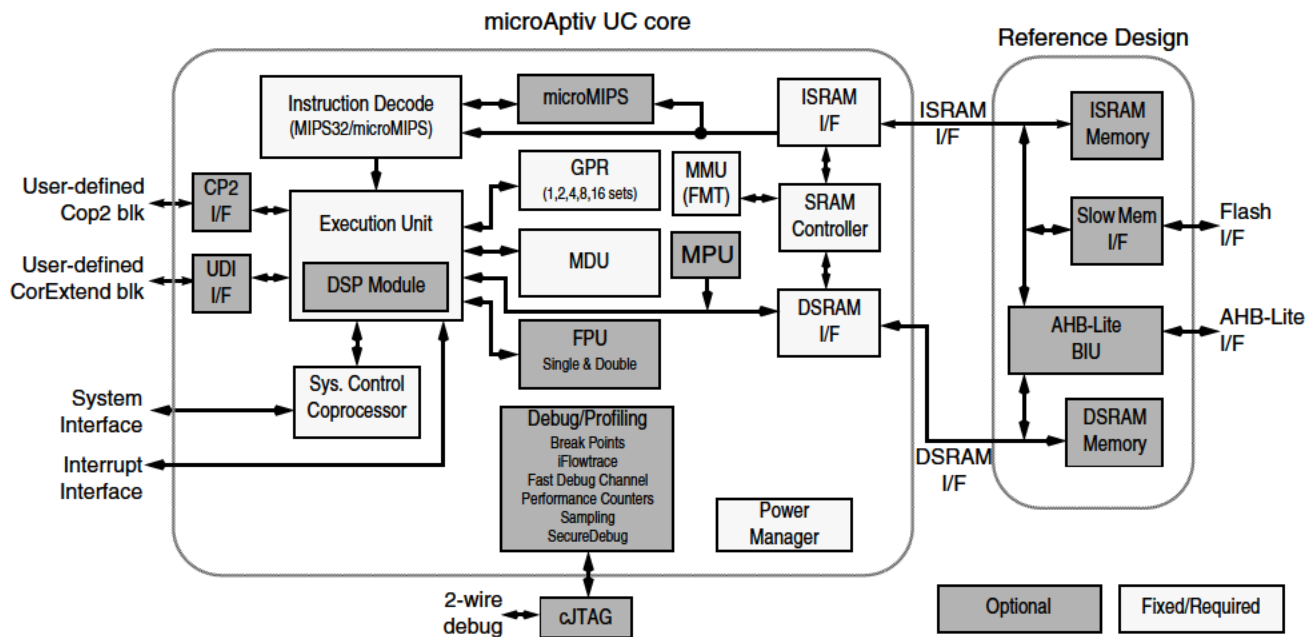 microAptiv UC core
Reference Design
Instruction Decode
(MIPS32/microMIPS)
microMIPS
ISRAM
I/F
ISRAM
I/F
ISRAM
Memory
GPR
(1,2,4,8,16 sets)
MMU
(FMT)
SRAM
Controller
User-defined
Cop2 blk
CP2
I/F
Execution Unit
Slow Mem
I/F
Flash
I/F
MDU
MPU
User-defined
CorExtend blk
UDI
I/F
DSP Module
DSRAM
I/F
AHB-Lite
BIU
AHB-Lite
I/F
FPU
Single & Double
System
Interface
Sys. Control
Coprocessor
Debug/Profiling
Break Points
iFlowtrace
Fast Debug Channel
Performance Counters
Sampling
SecureDebug
DSRAM
Memory
DSRAM
I/F
Interrupt
Interface
Power
Manager
2-wire
debug
cJTAG
Optional
Fixed/Required